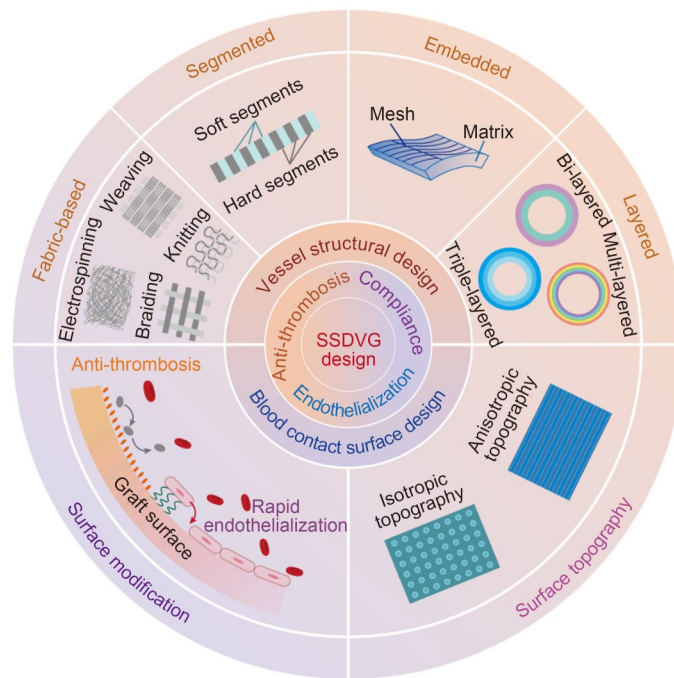 Segmented
Embedded
Soft segments
Hard segments
Mesh
Matrix
Fabric-based
Weaving
Knitting
Electrospinning
Braiding
Layered
Bi-layered
Multi-layered
Triple-layered
Vessel structural design
Anti-thrombosis
Compliance
SSDVG
design
Endothelialization
Blood contact surface design
Anti-thrombosis
Graft surface
Rapid
endothelialization
Surface modification
Anisotropic
topography
Isotropic
topography
Surface topography